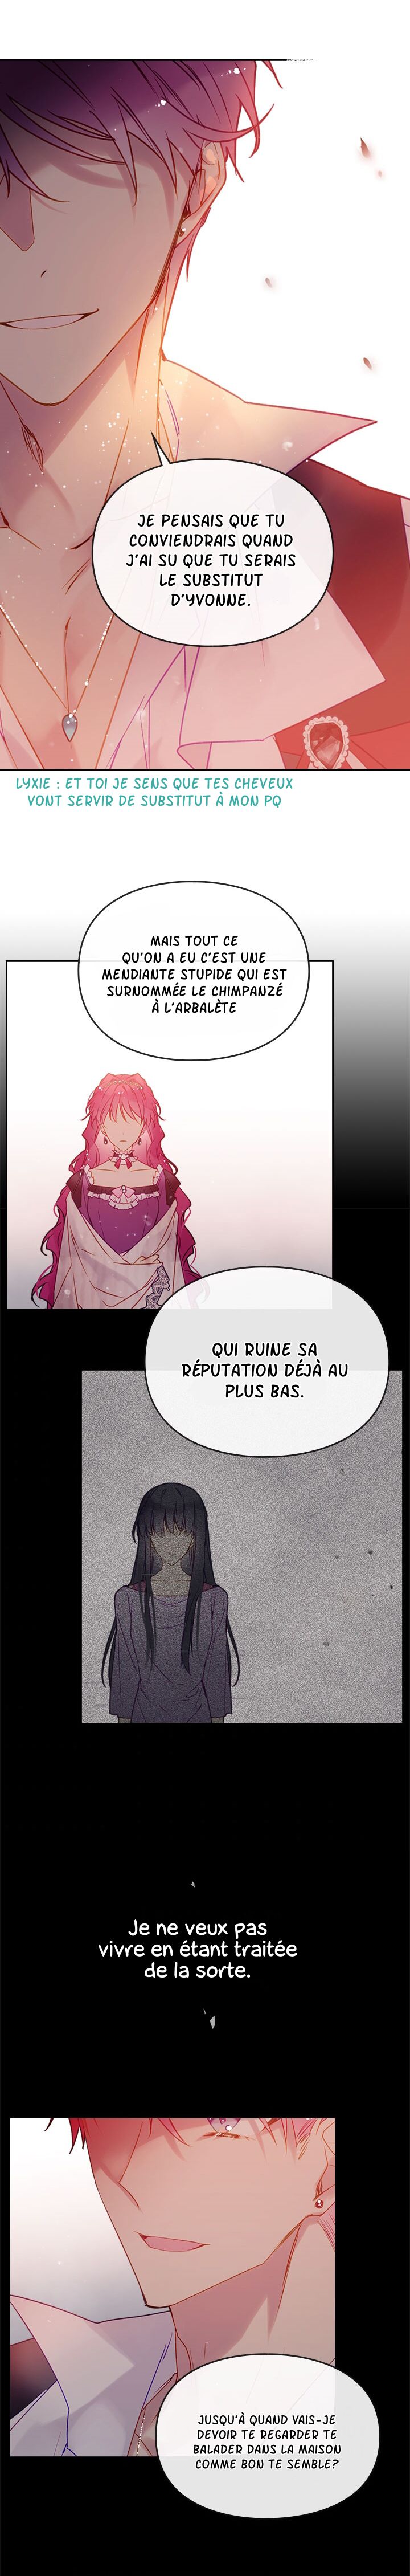 JE PENSAIS QUE TU
CONVIENDRAIS QUAND
J'AI SU QUE TU SERAIS
LE SUBSTITUT
D'YVONNE.
LYXIE : ET TOI JE SENS QUE TES CHEVEUX
VONT SERVIR DE SUBSTITUT À MON PQ
MAIS TOUT CE
QU'ON A EU C'EST UNE
MENDIANTE STUPIDE QUI EST
SURNOMMÉE LE CHIMPANZÉ
À L'ARBALÈTE
QUI RUINE SA
RÉPUTATION DÉJÀ AU
PLUS BAS.
Je ne veux pas
vivre en étant traitée
de la sorte.
JUSQU'À QUAND VAIS-JE
DEVOIR TE REGARDER TE
BALADER DANS LA MAISON
COMME BON TE SEMBLE?